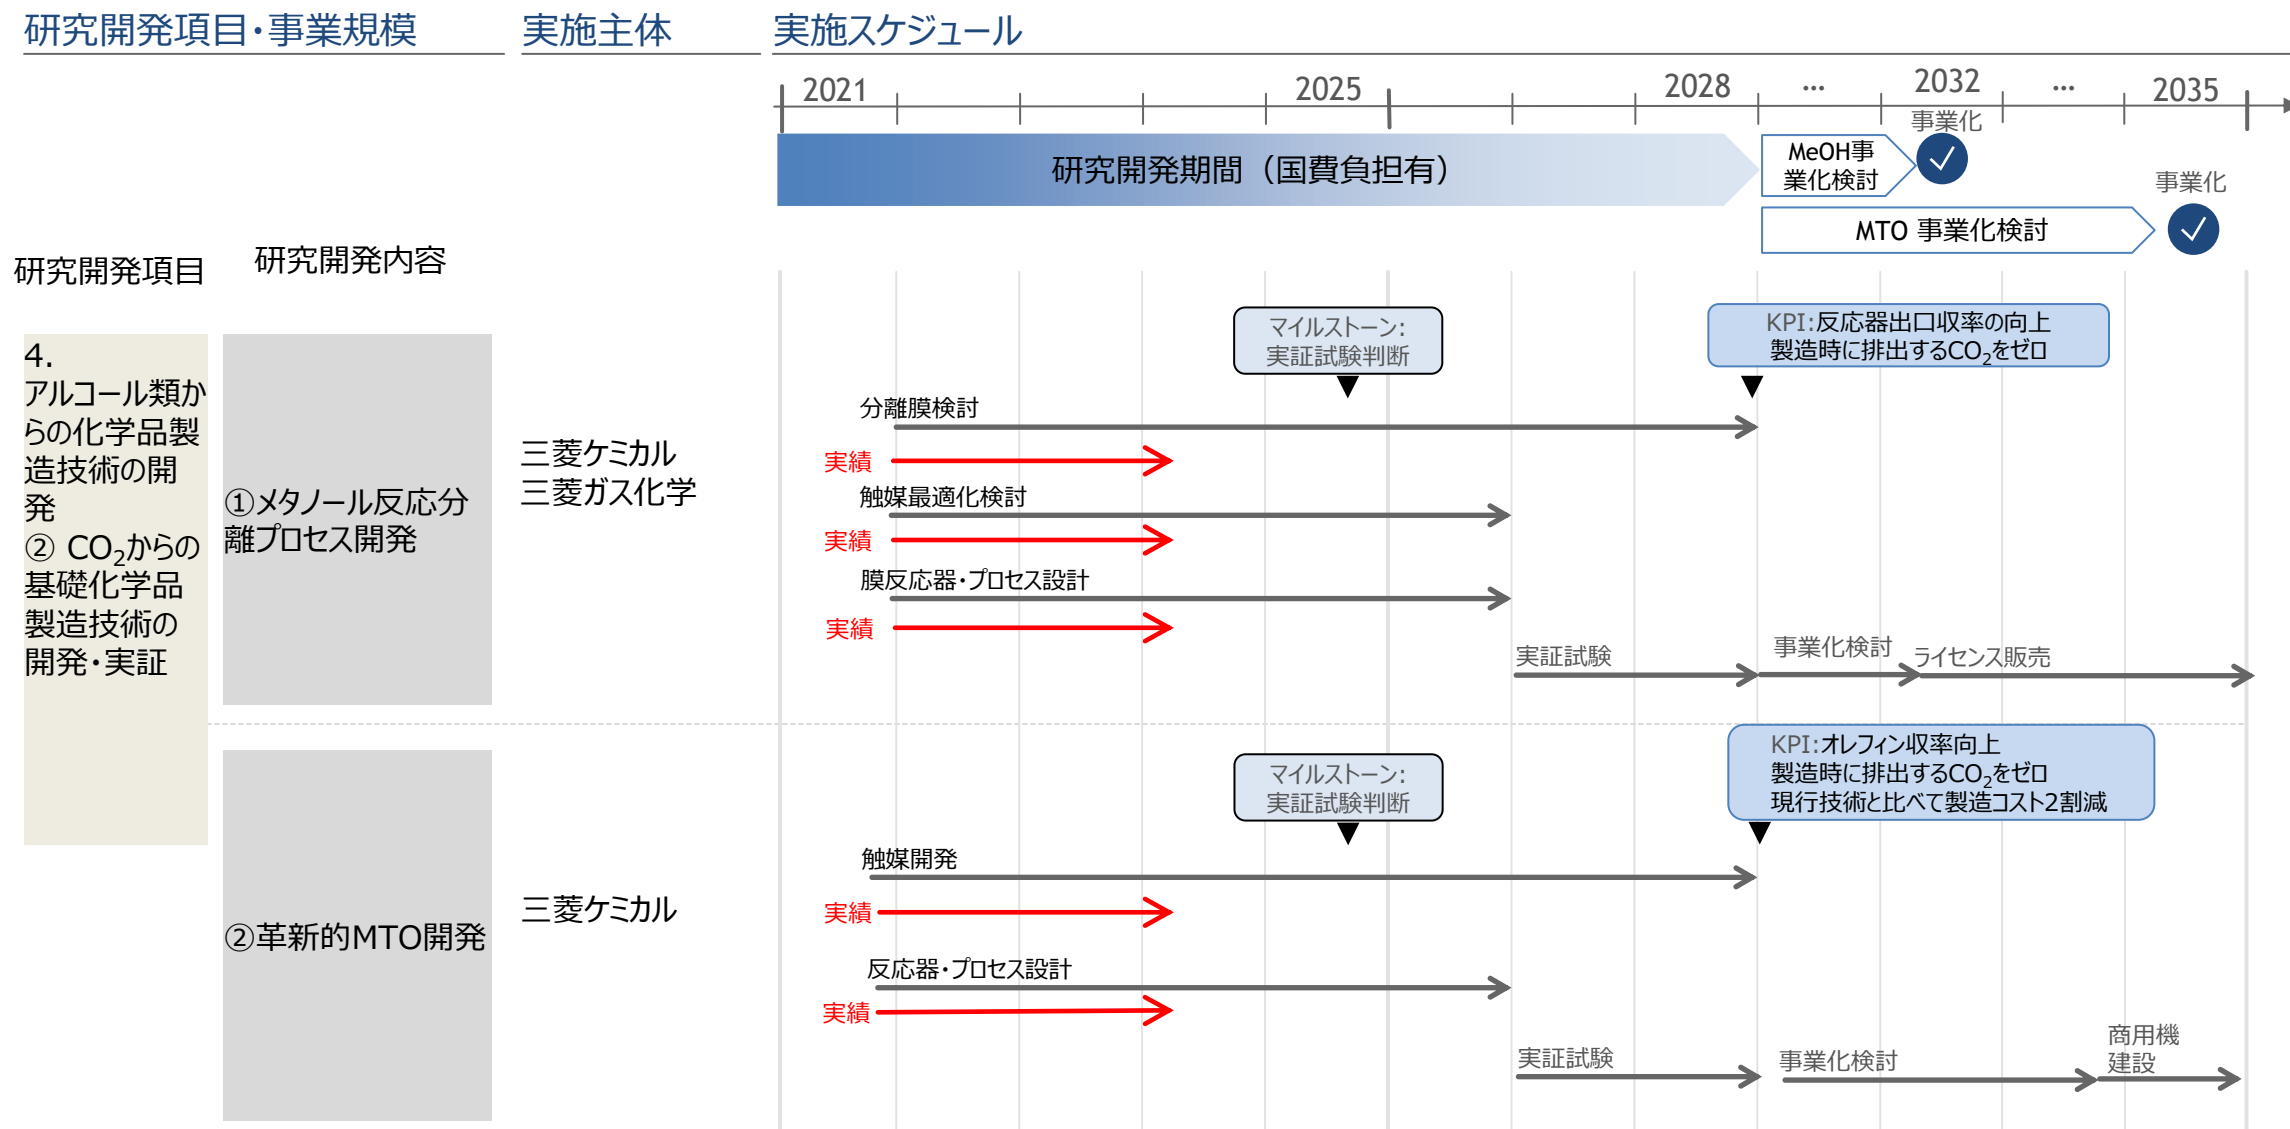 研究開発項目・事業規模
実施主体
実施スケジュール
2021
2025
2028
…
2032
…
2035
事業化
研究開発期間（国費負担有）
MeOH事
業化検討
事業化
MTO 事業化検討
研究開発項目
研究開発内容
4.
アルコール類か
らの化学品製
造技術の開
発
② CO₂からの
基礎化学品
製造技術の
開発・実証
①メタノール反応分
離プロセス開発
三菱ケミカル
三菱ガス化学
マイルストーン:
実証試験判断
KPI:反応器出口収率の向上
製造時に排出するCO₂をゼロ
分離膜検討
実績
触媒最適化検討
実績
膜反応器・プロセス設計
実績
実証試験
事業化検討
ライセンス販売
②革新的MTO開発
三菱ケミカル
マイルストーン:
実証試験判断
KPI:オレフィン収率向上
製造時に排出するCO₂をゼロ
現行技術と比べて製造コスト2割減
触媒開発
実績
反応器・プロセス設計
実績
実証試験
事業化検討
商用機
建設